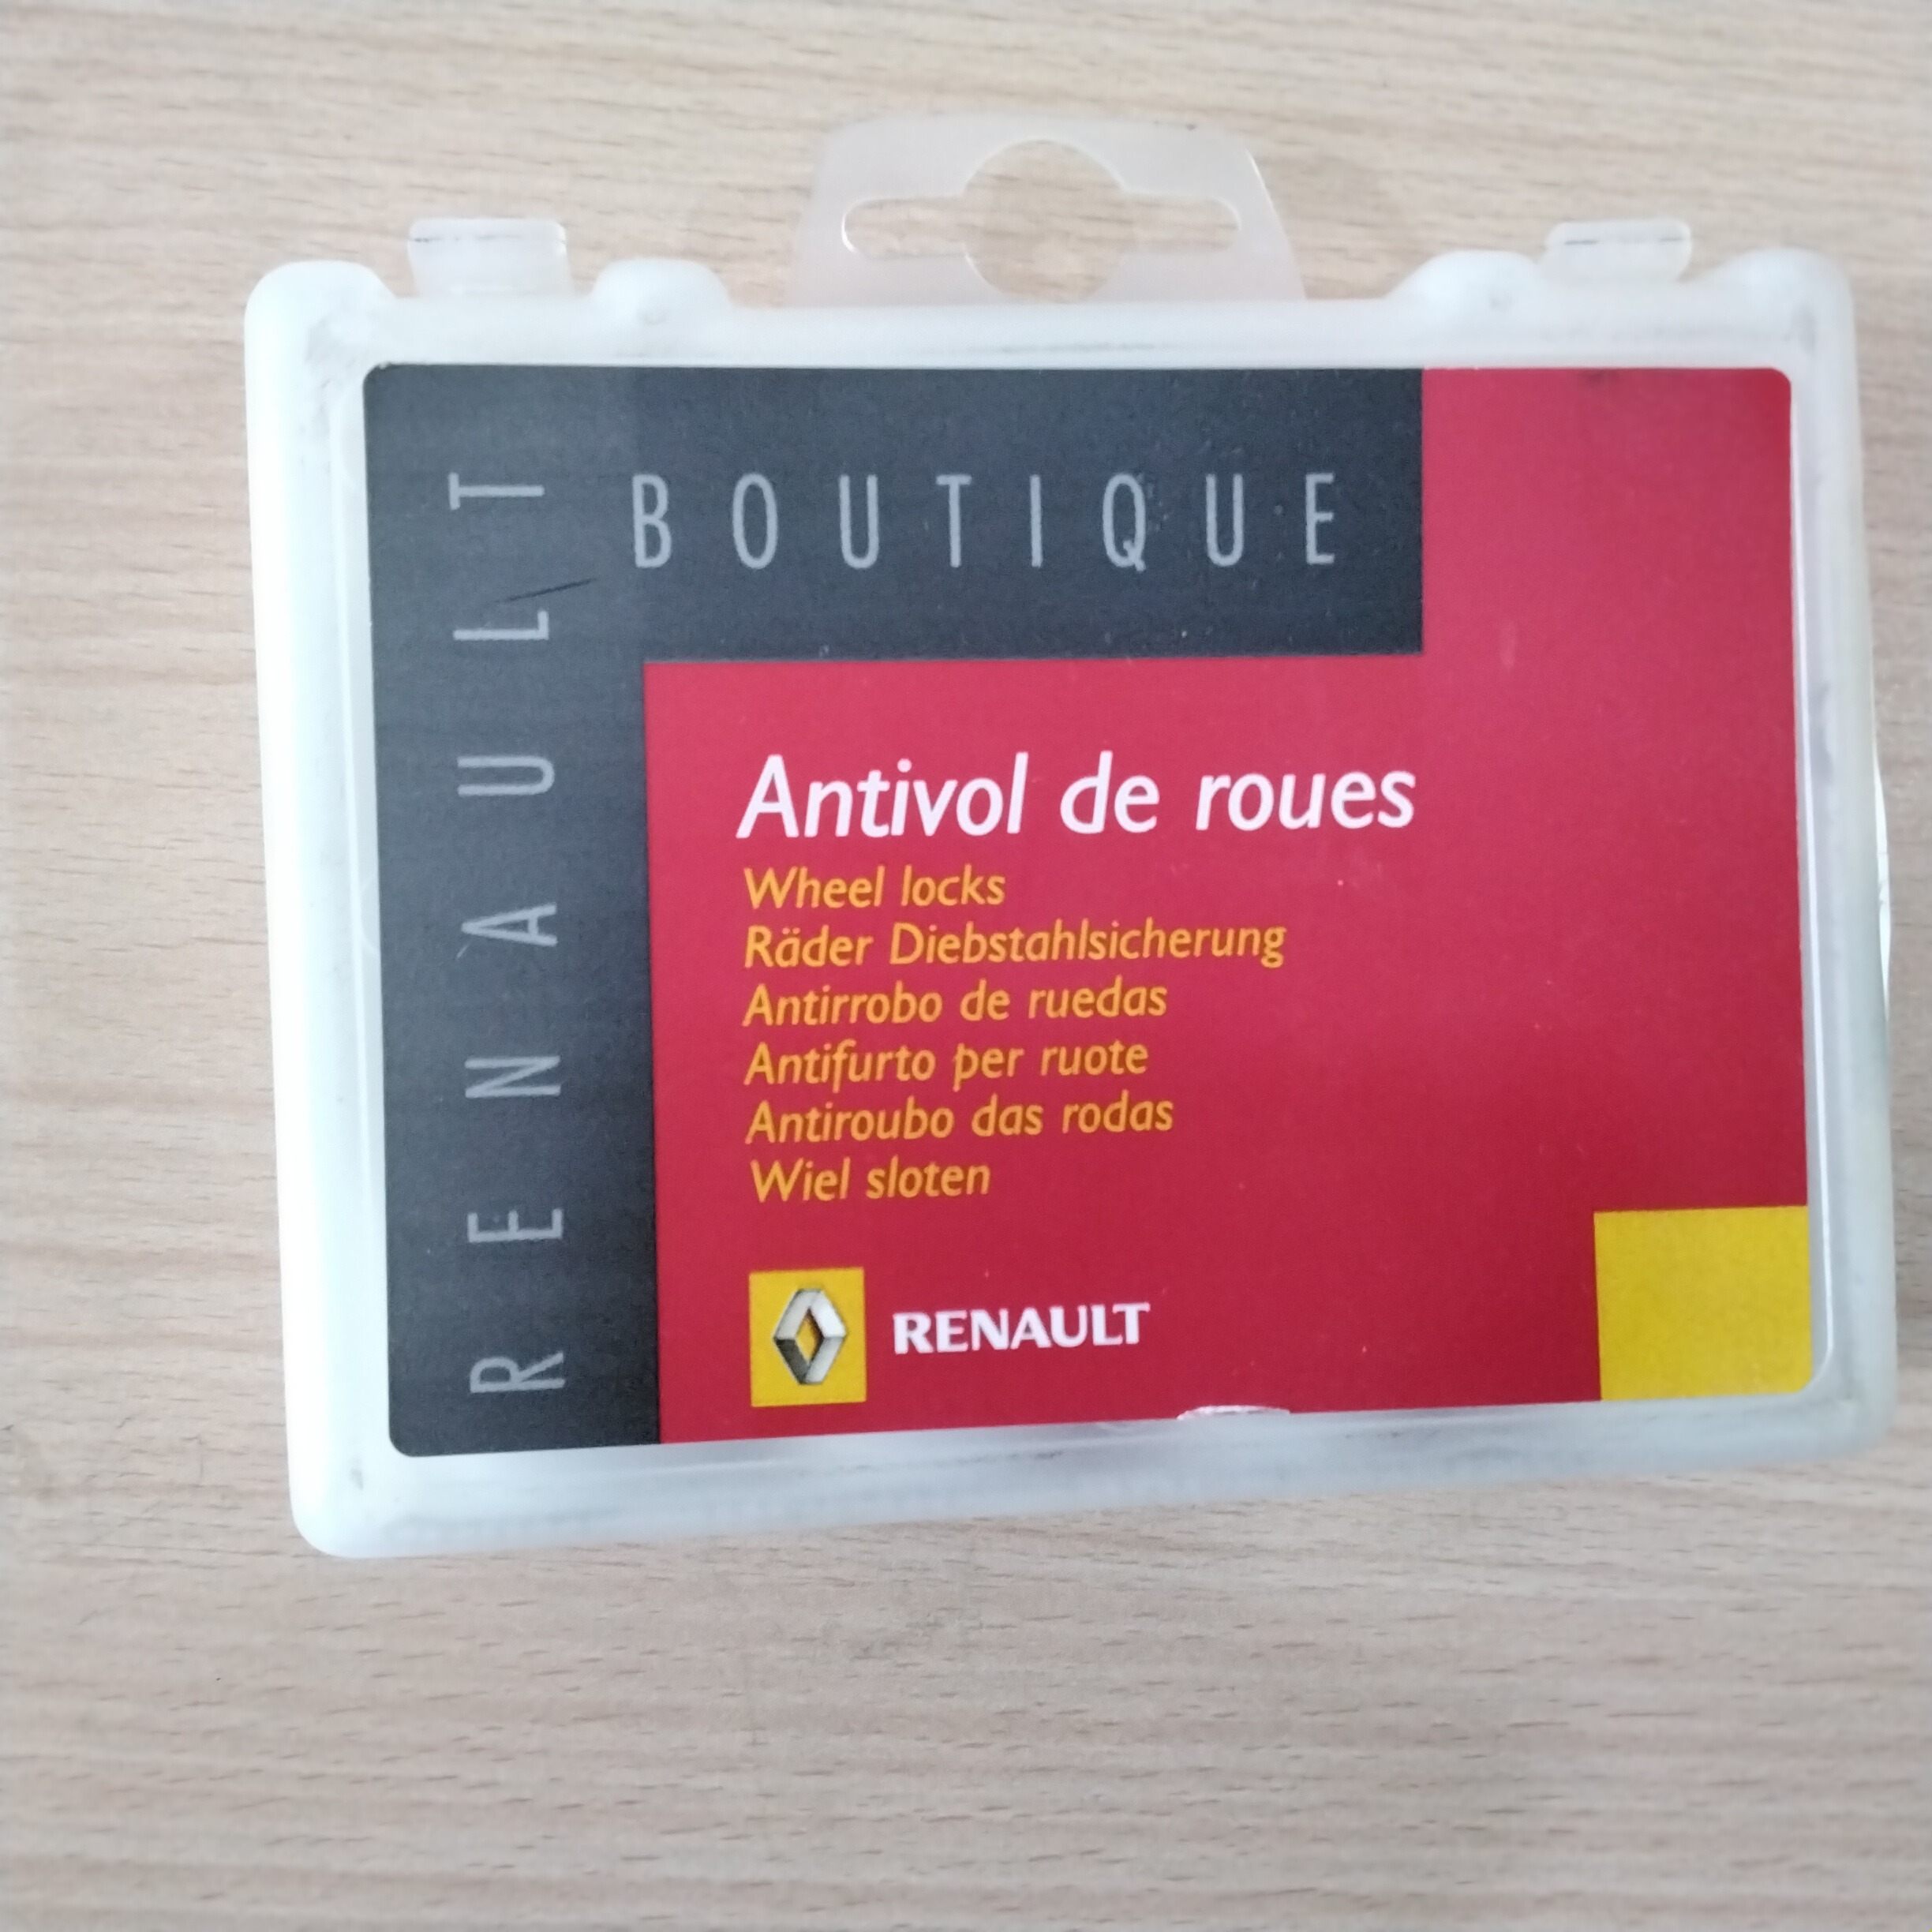 RENAULT
BOUTIQUE
Antivol de roues
Wheel locks
Räder Diebstahlsicherung
Antirrobo de ruedas
Antifurto per ruote
Antiroubo das rodas
Wiel sloten
RENAULT